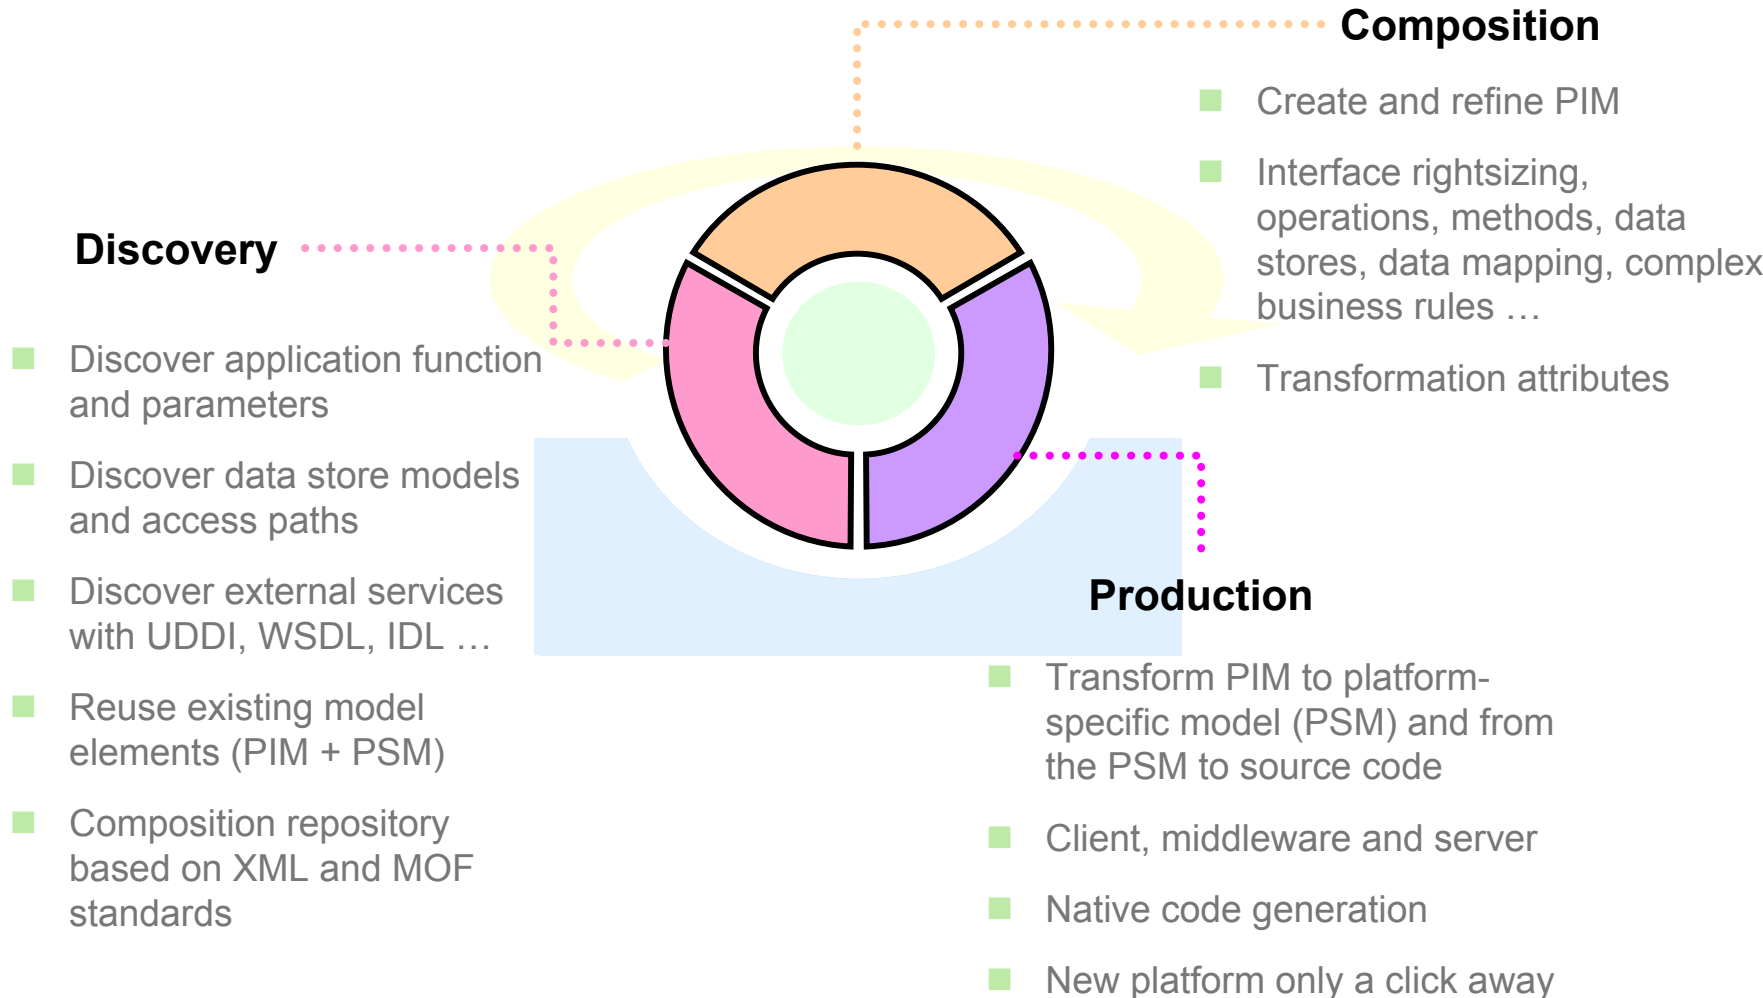 Composition
Create and refine PIM
Interface rightsizing,
operations, methods, data
stores, data mapping, complex
business rules …
Transformation attributes
Discovery
Discover application function
and parameters
Discover data store models
and access paths
Discover external services
with UDDI, WSDL, IDL …
Reuse existing model
elements (PIM + PSM)
Composition repository
based on XML and MOF
standards
Production
Transform PIM to platform-
specific model (PSM) and from
the PSM to source code
Client, middleware and server
Native code generation
New platform only a click away